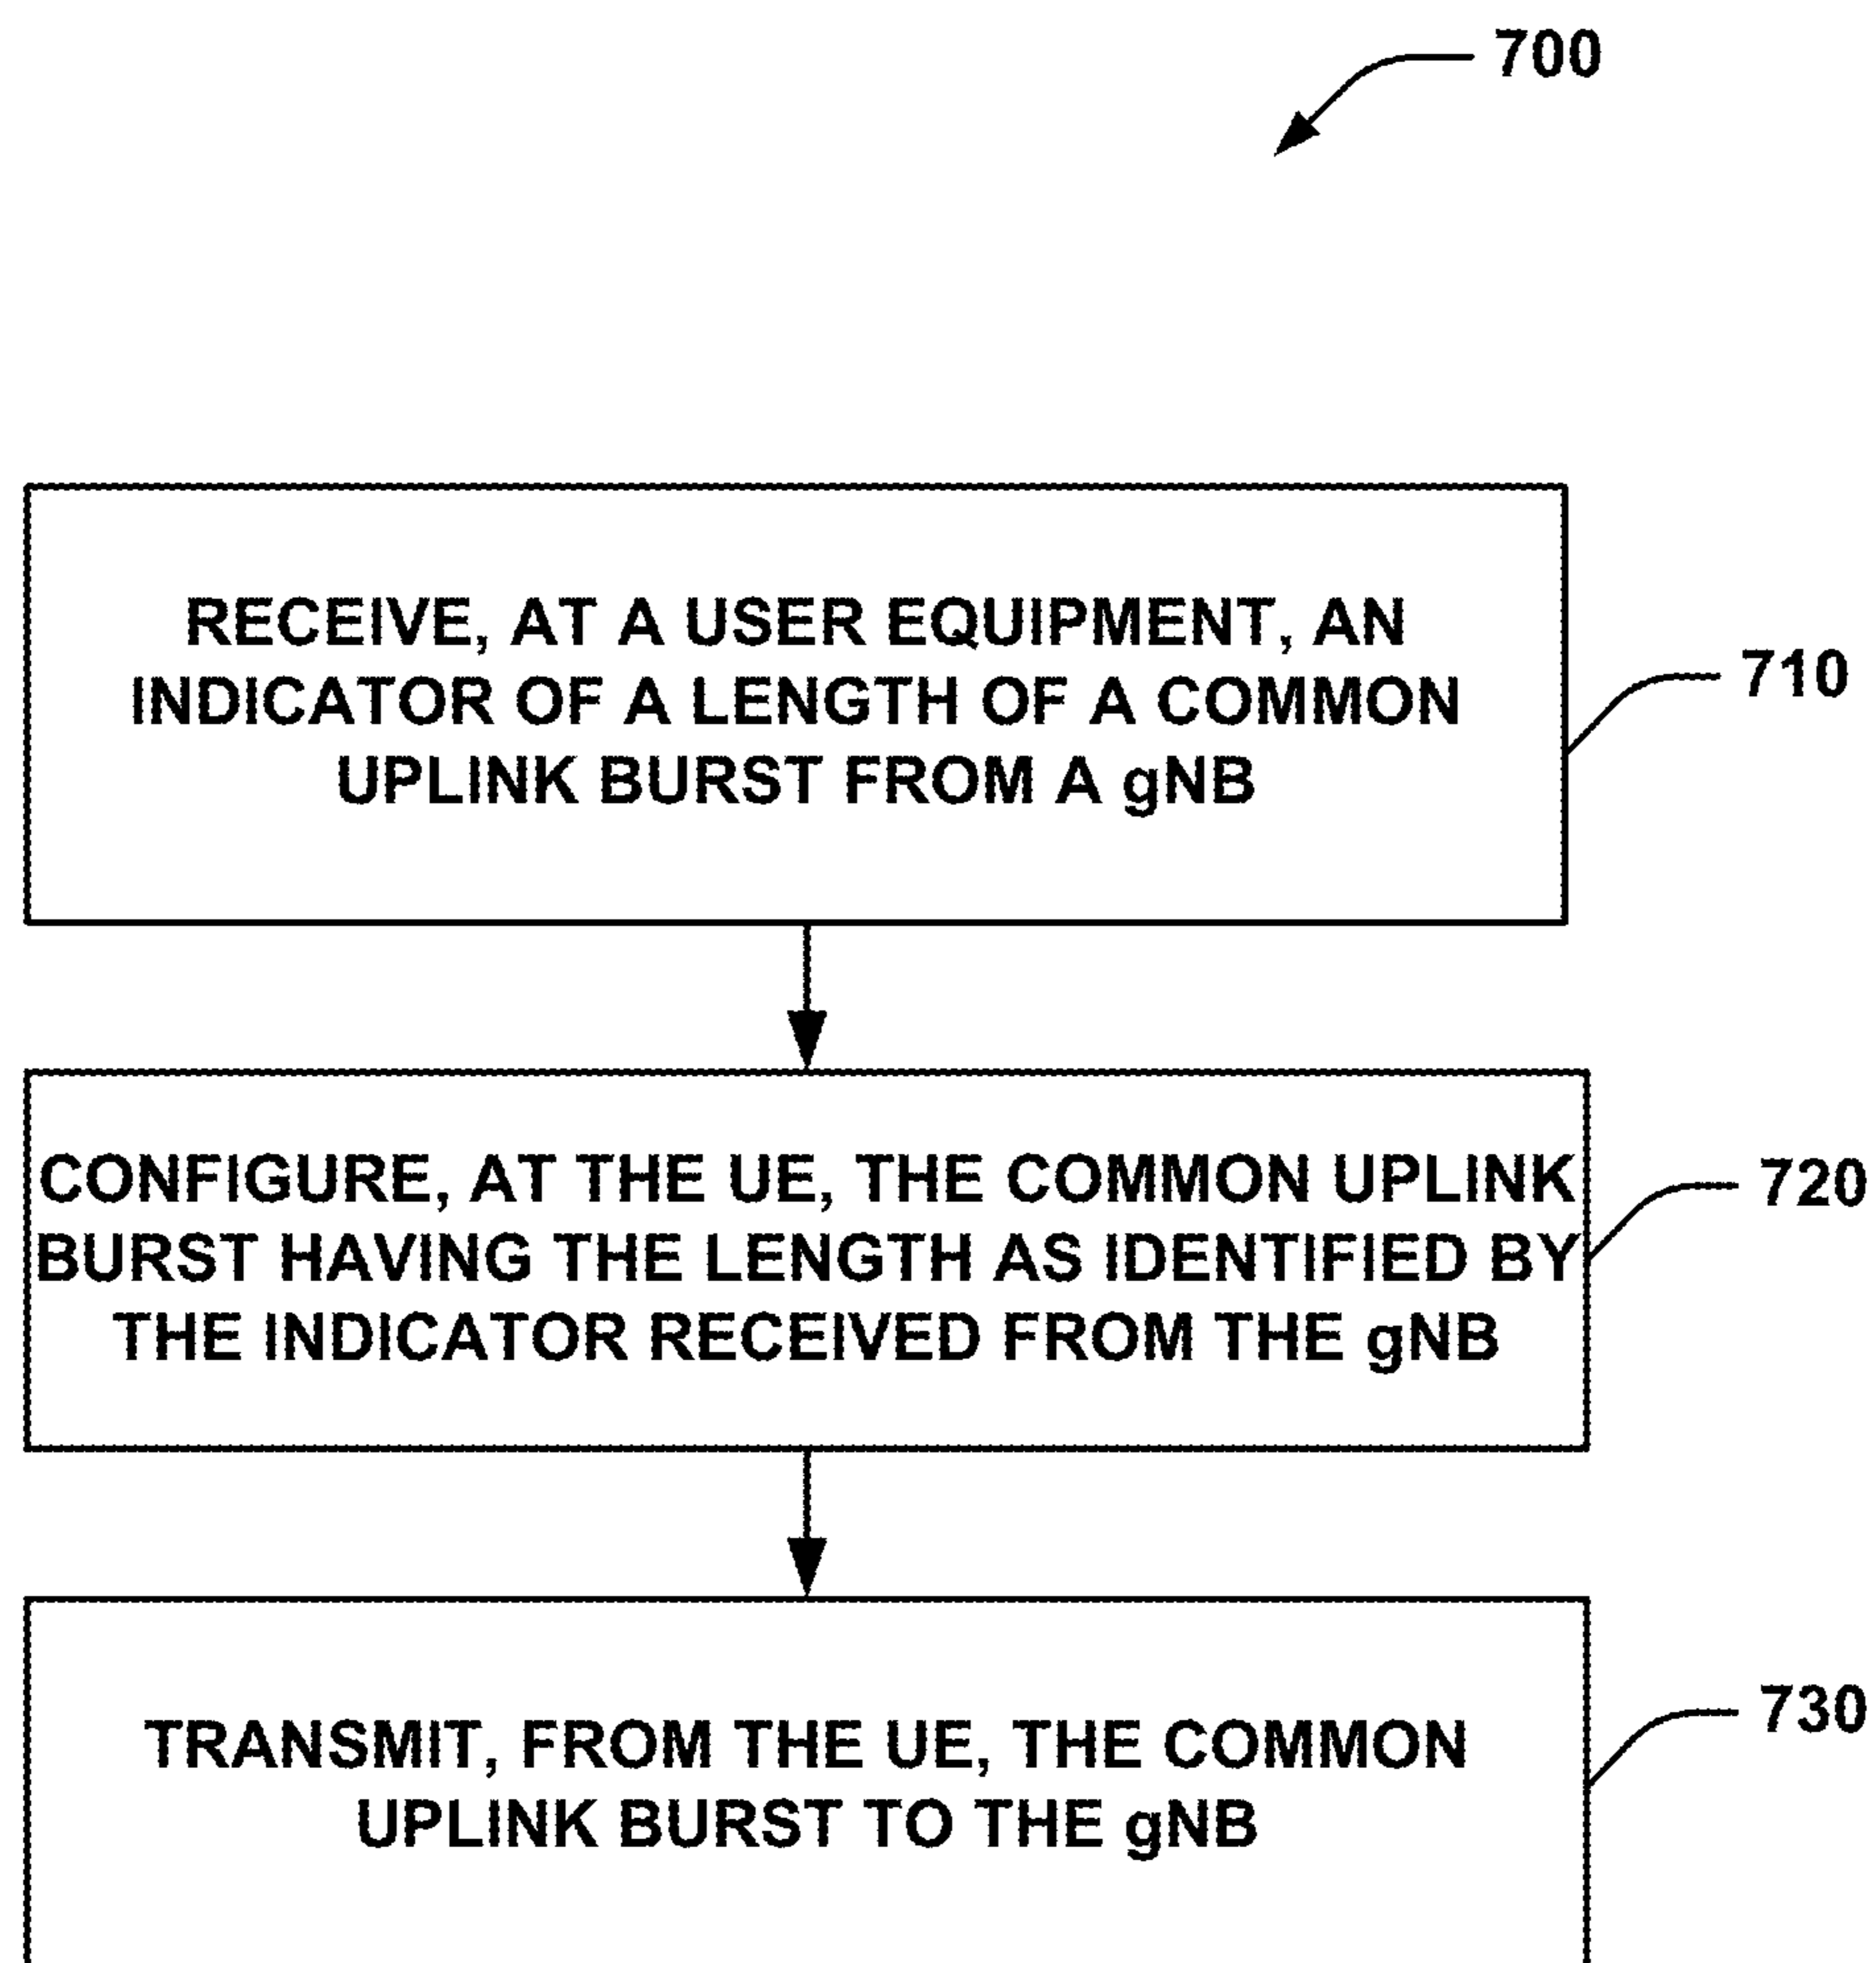 700
RECEIVE, AT A USER EQUIPMENT, AN
INDICATOR OF A LENGTH OF A COMMON
UPLINK BURST FROM A gNB
710
CONFIGURE, AT THE UE, THE COMMON UPLINK
BURST HAVING THE LENGTH AS IDENTIFIED BY
THE INDICATOR RECEIVED FROM THE gNB
720
TRANSMIT, FROM THE UE, THE COMMON
UPLINK BURST TO THE gNB
730